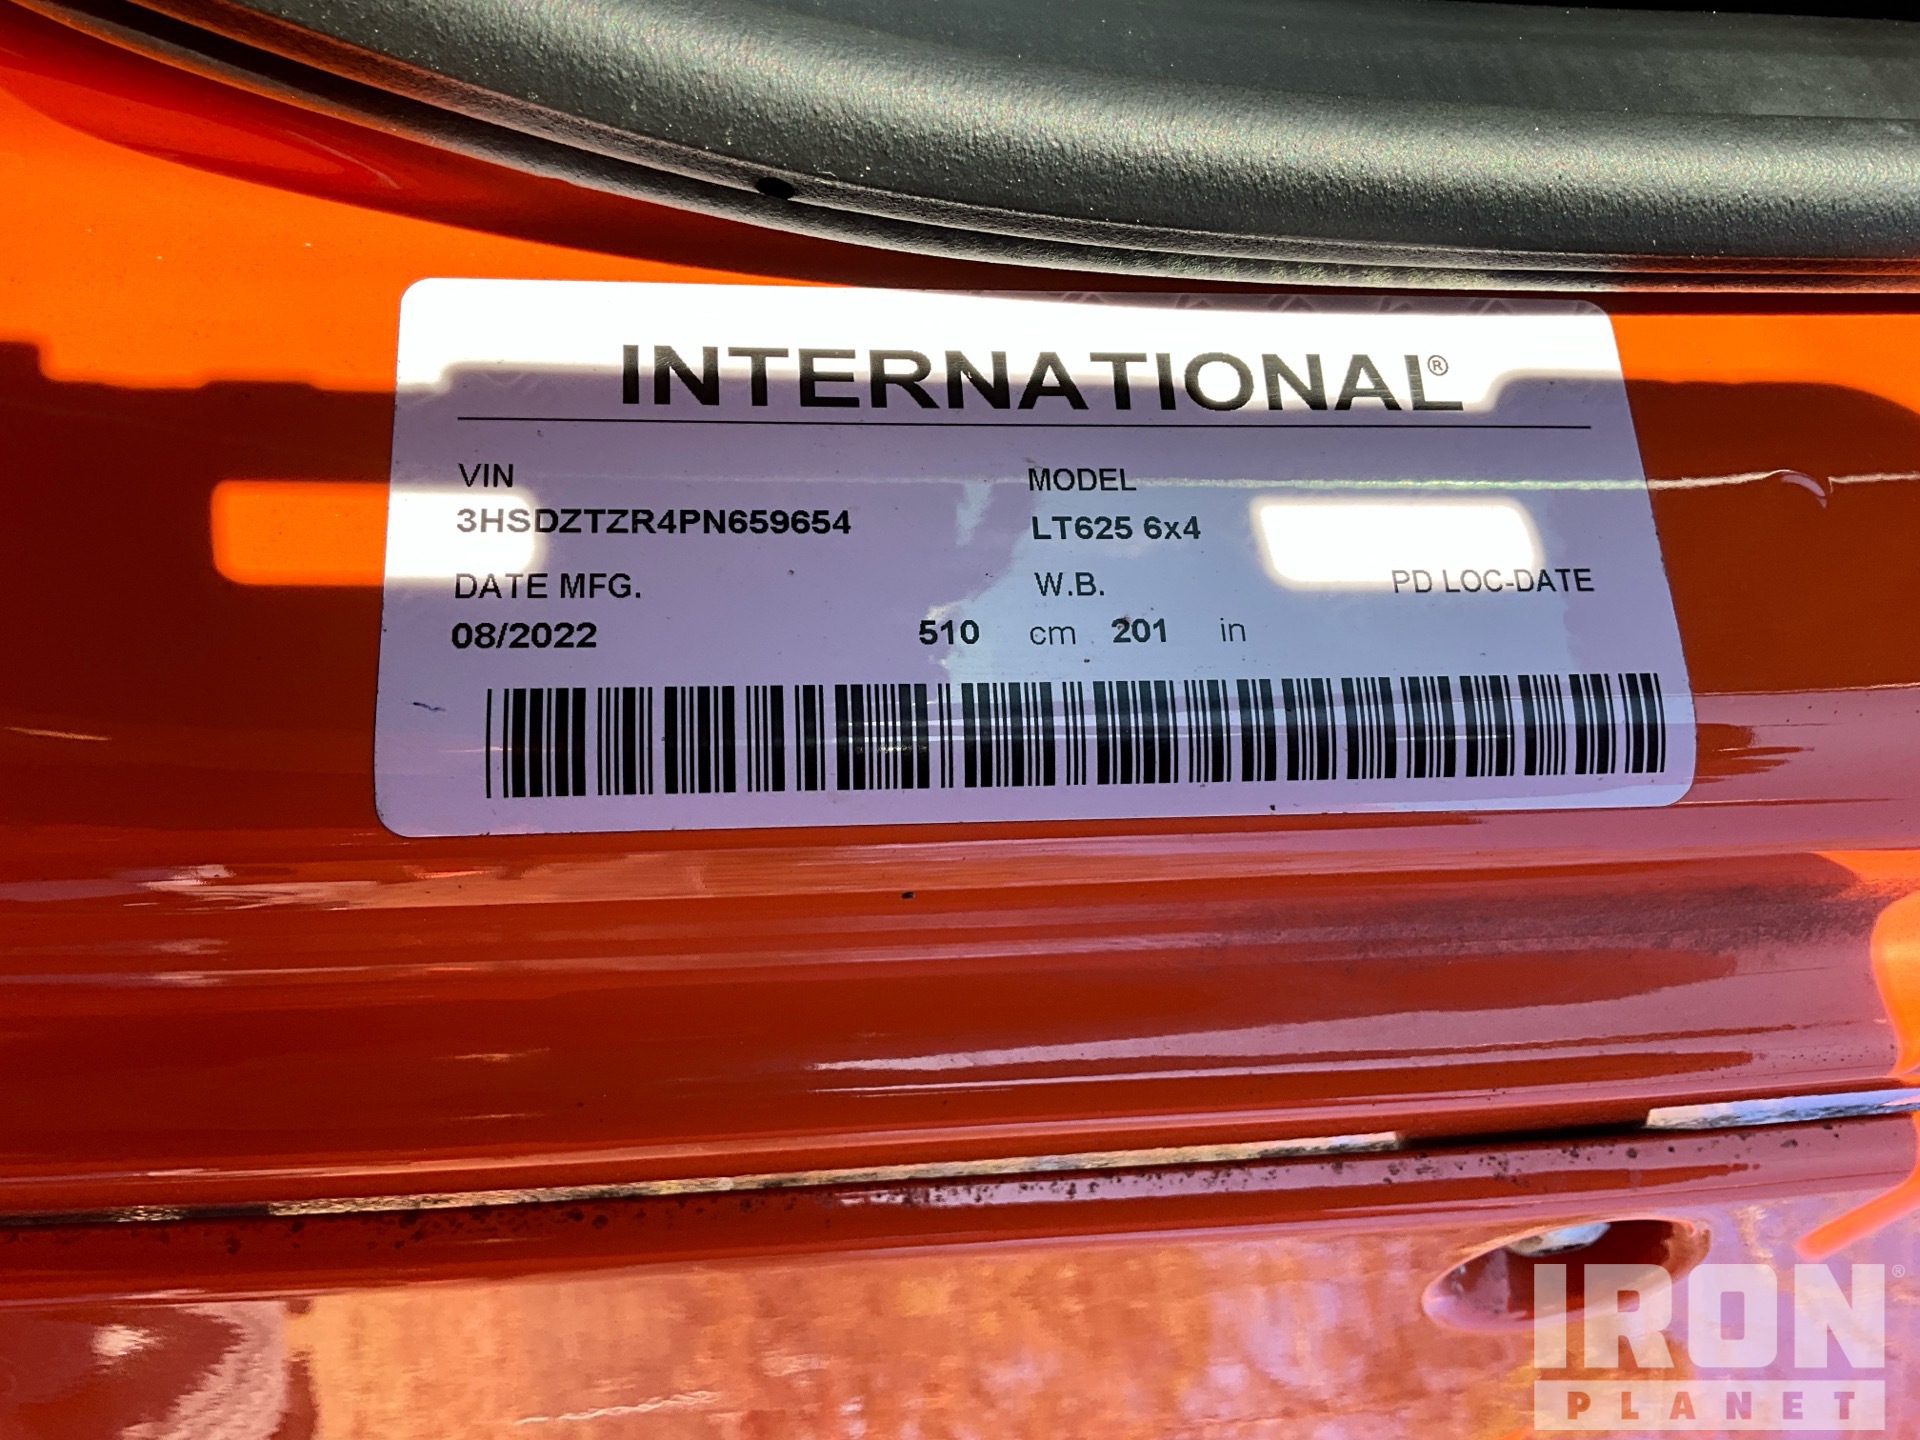 INTERNATIONAL®
VIN
3HSDZTZR4PN659654
MODEL
LT625 6x4
DATE MFG.
08/2022
W.B.
510 cm 201 in
PD LOC-DATE
IRON®
PLANET